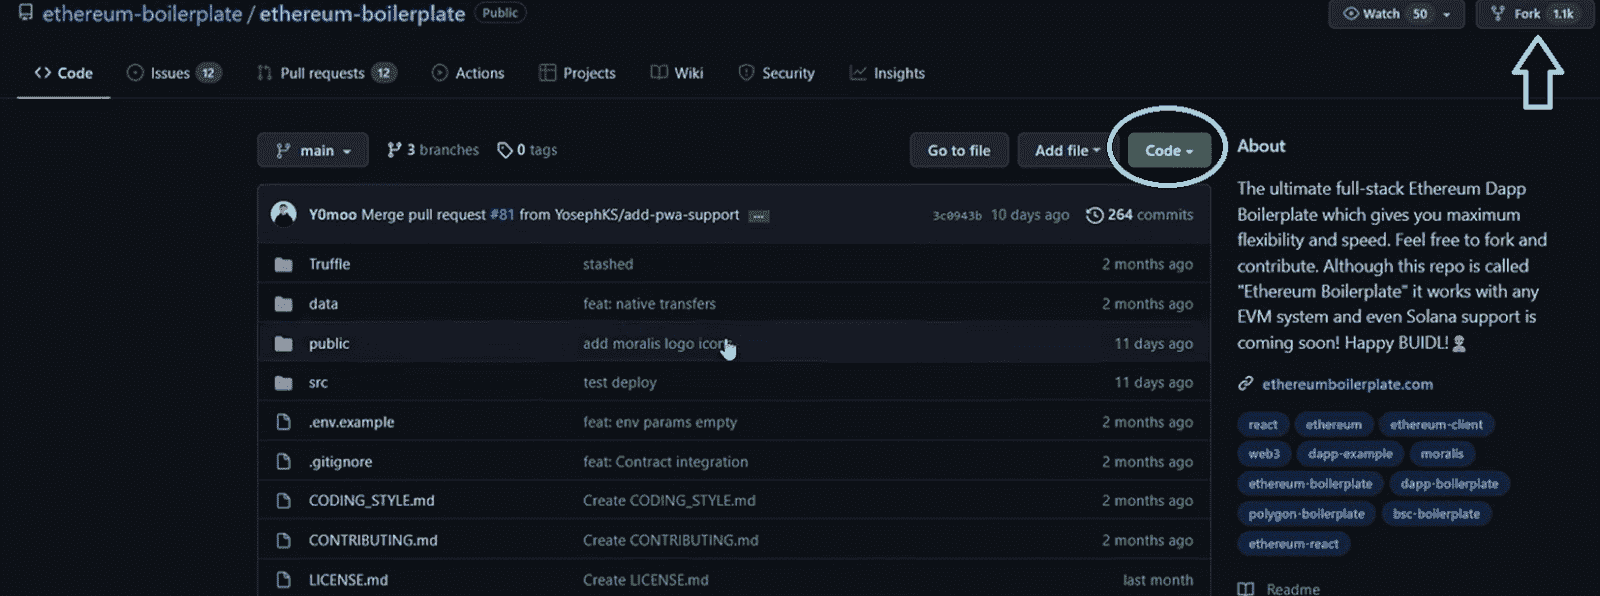 ethereum-boilerplate / ethereum-boilerplate Public Watch 50 Fork 1.1k
Code Issues 12 Pull requests 12 Actions Projects Wiki Security Insights
main 3 branches 0 tags Go to file Add file Code
Y0moo Merge pull request #81 from YosephKS/add-pwa-support 3c0943b 10 days ago 264 commits
Truffle stashed 2 months ago
data feat: native transfers 2 months ago
public add moralis logo icons 11 days ago
src test deploy 11 days ago
.env.example feat: env params empty 2 months ago
.gitignore feat: Contract integration 2 months ago
CODING_STYLE.md Create CODING_STYLE.md 2 months ago
CONTRIBUTING.md Create CONTRIBUTING.md 2 months ago
LICENSE.md Create LICENSE.md last month
About
The ultimate full-stack Ethereum Dapp
Boilerplate which gives you maximum
flexibility and speed. Feel free to fork and
contribute. Although this repo is called
"Ethereum Boilerplate" it works with any
EVM system and even Solana support is
coming soon! Happy BUIDL!
ethereumboilerplate.com
react ethereum ethereum-client
web3 dapp-example moralis
ethereum-boilerplate dapp-boilerplate
polygon-boilerplate bsc-boilerplate
ethereum-react
Readme